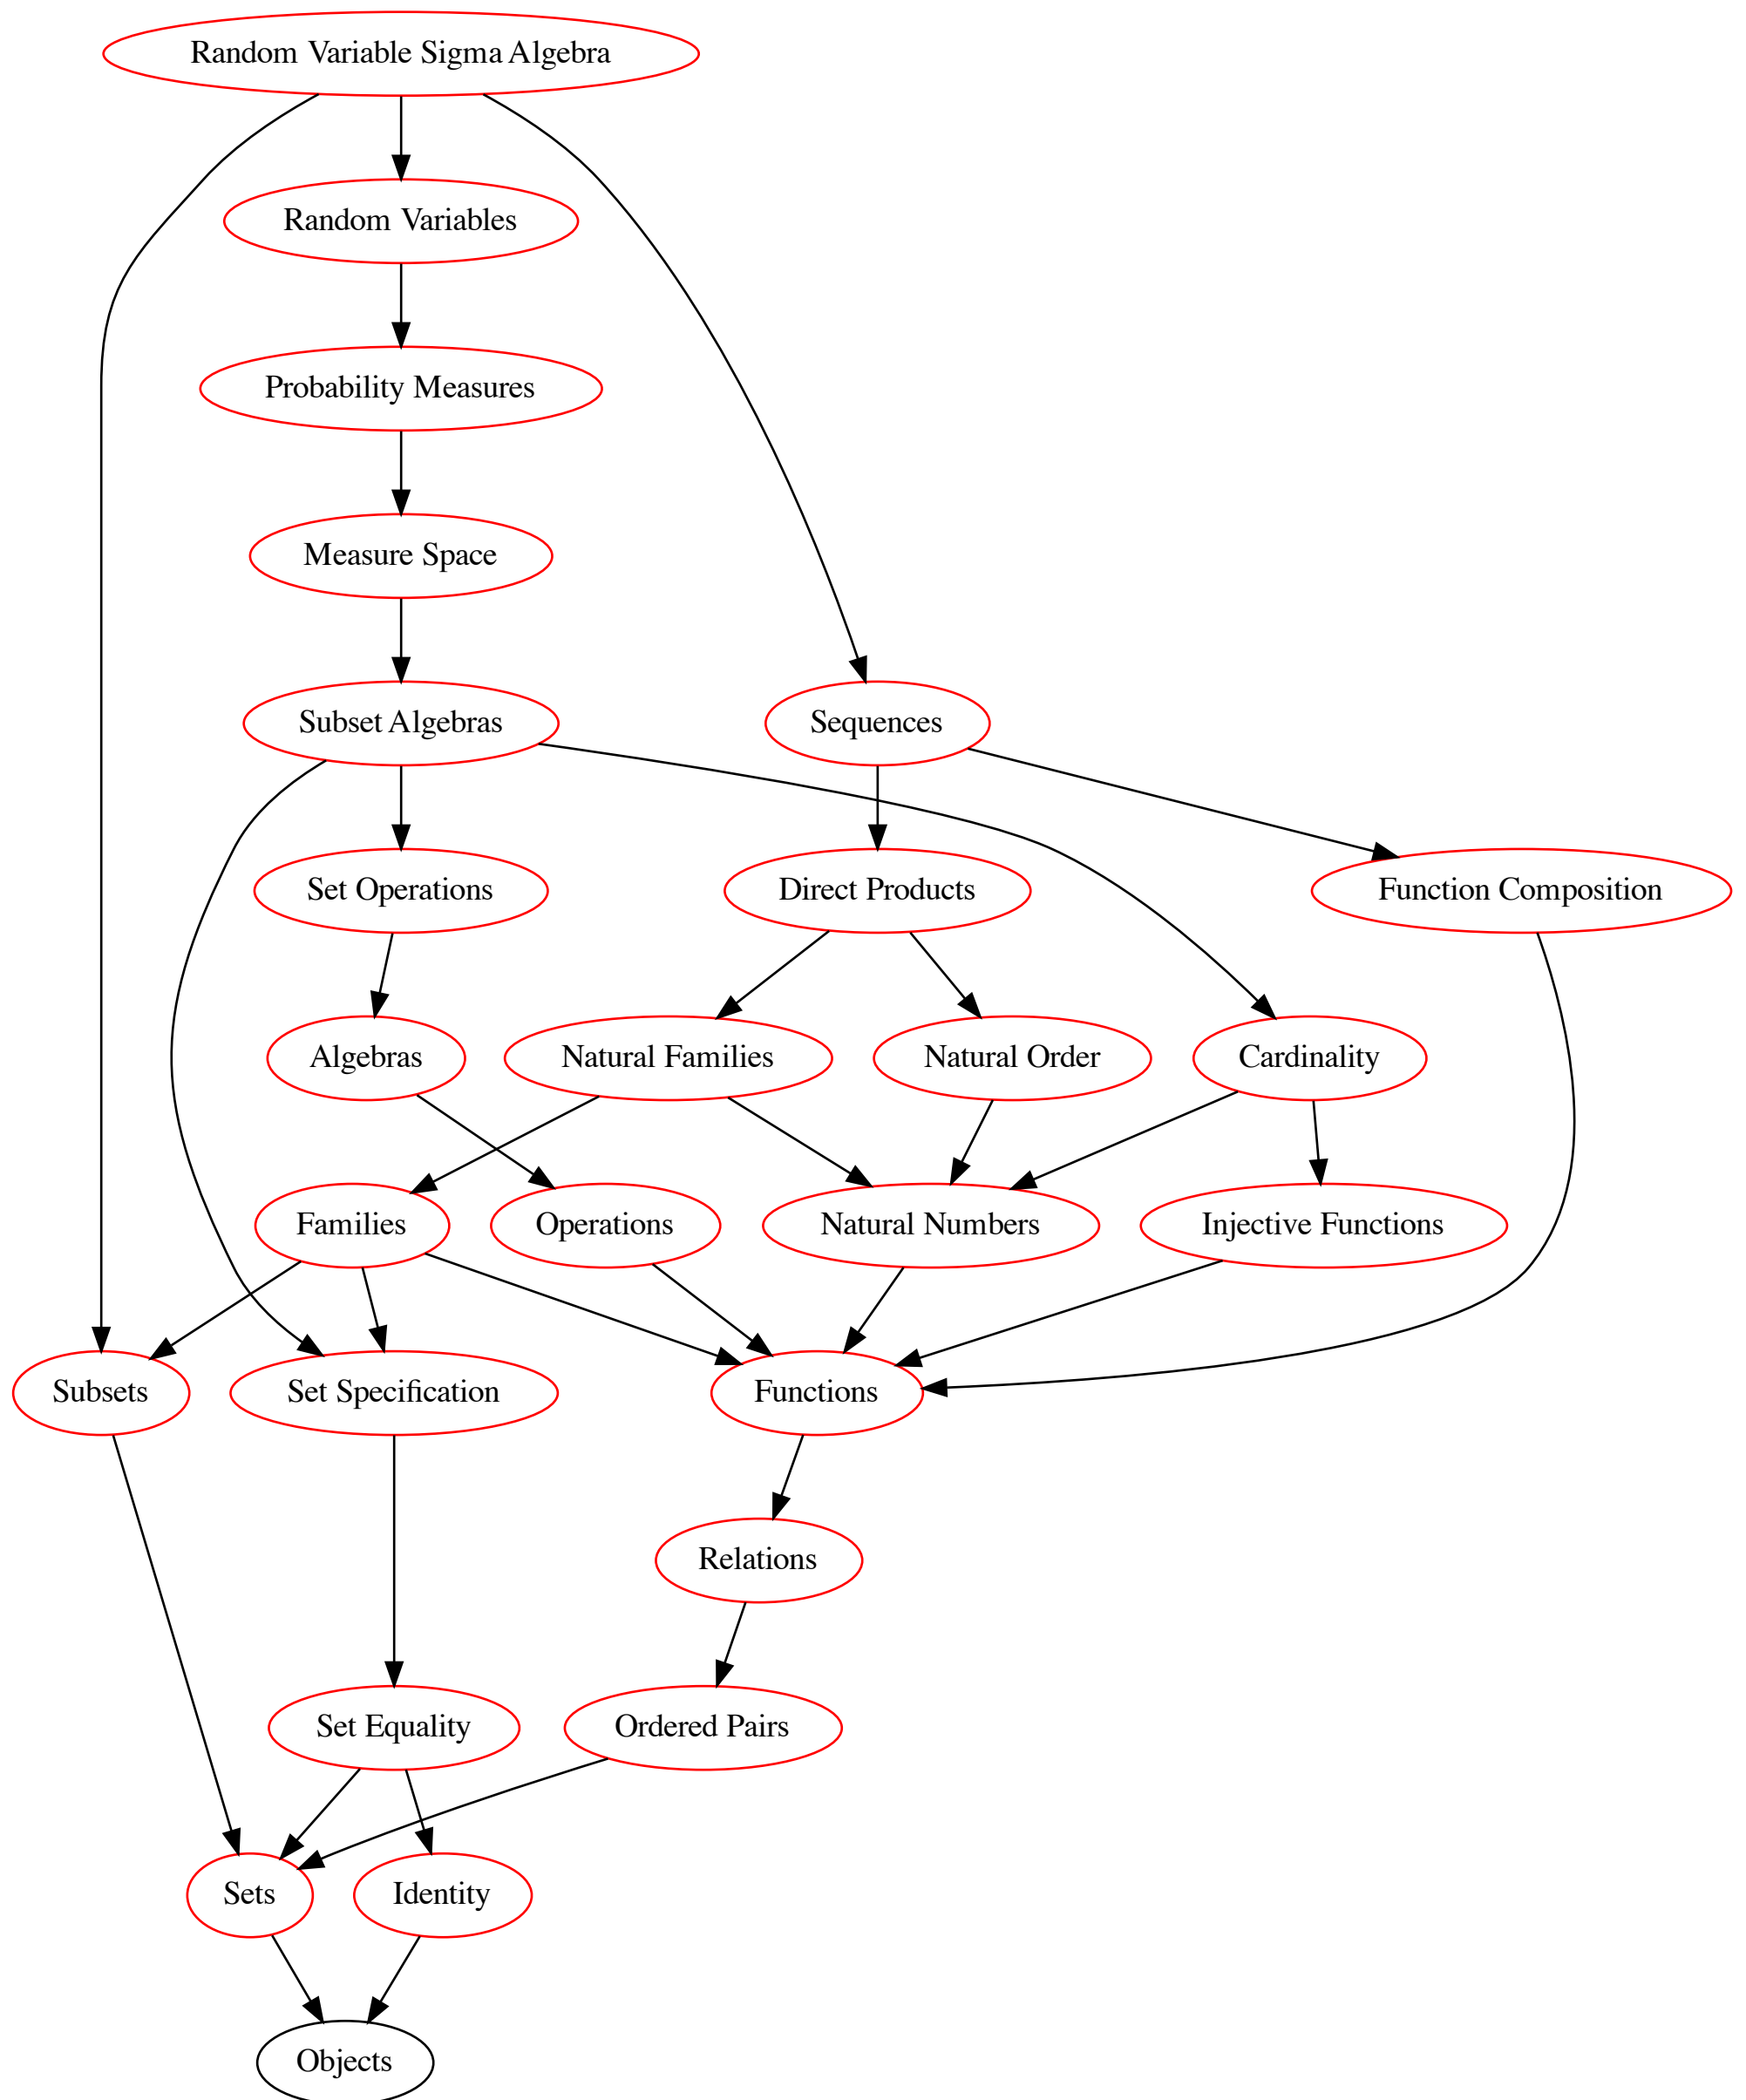 Random Variable Sigma Algebra
Random Variables
Probability Measures
Measure Space
Subset Algebras
Sequences
Set Operations
Direct Products
Function Composition
Algebras
Natural Families
Natural Order
Cardinality
Families
Operations
Natural Numbers
Injective Functions
Subsets
Set Specification
Functions
Relations
Set Equality
Ordered Pairs
Sets
Identity
Objects